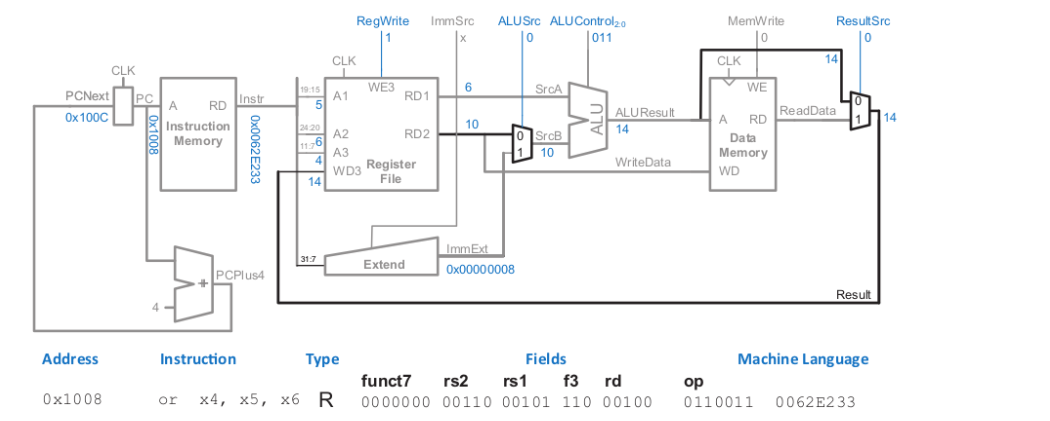 RegWrite ImmSrc ALUSrc ALUControl2:0 MemWrite ResultSrc
1 x 0 011 0 0
CLK CLK CLK 14
PCNext PC Instr 19:15 A1 WE3 RD1 6 SrcA WE 0
0x100C A RD 5 1 14
Instruction Memory 24:20 A2 RD2 10 0 SrcB ALU ALUResult A RD ReadData
0x1008 0x0062E233 6 1 10 14 Data Memory
11:7 A3
4 Register File
WD3 WriteData WD
14
31:7 Extend ImmExt
0x00000008
+ PCPlus4
4 Result
Address Instruction Type Fields Machine Language
funct7 rs2 rs1 f3 rd op
0x1008 or x4, x5, x6 R 0000000 00110 00101 110 00100 0110011 0062E233